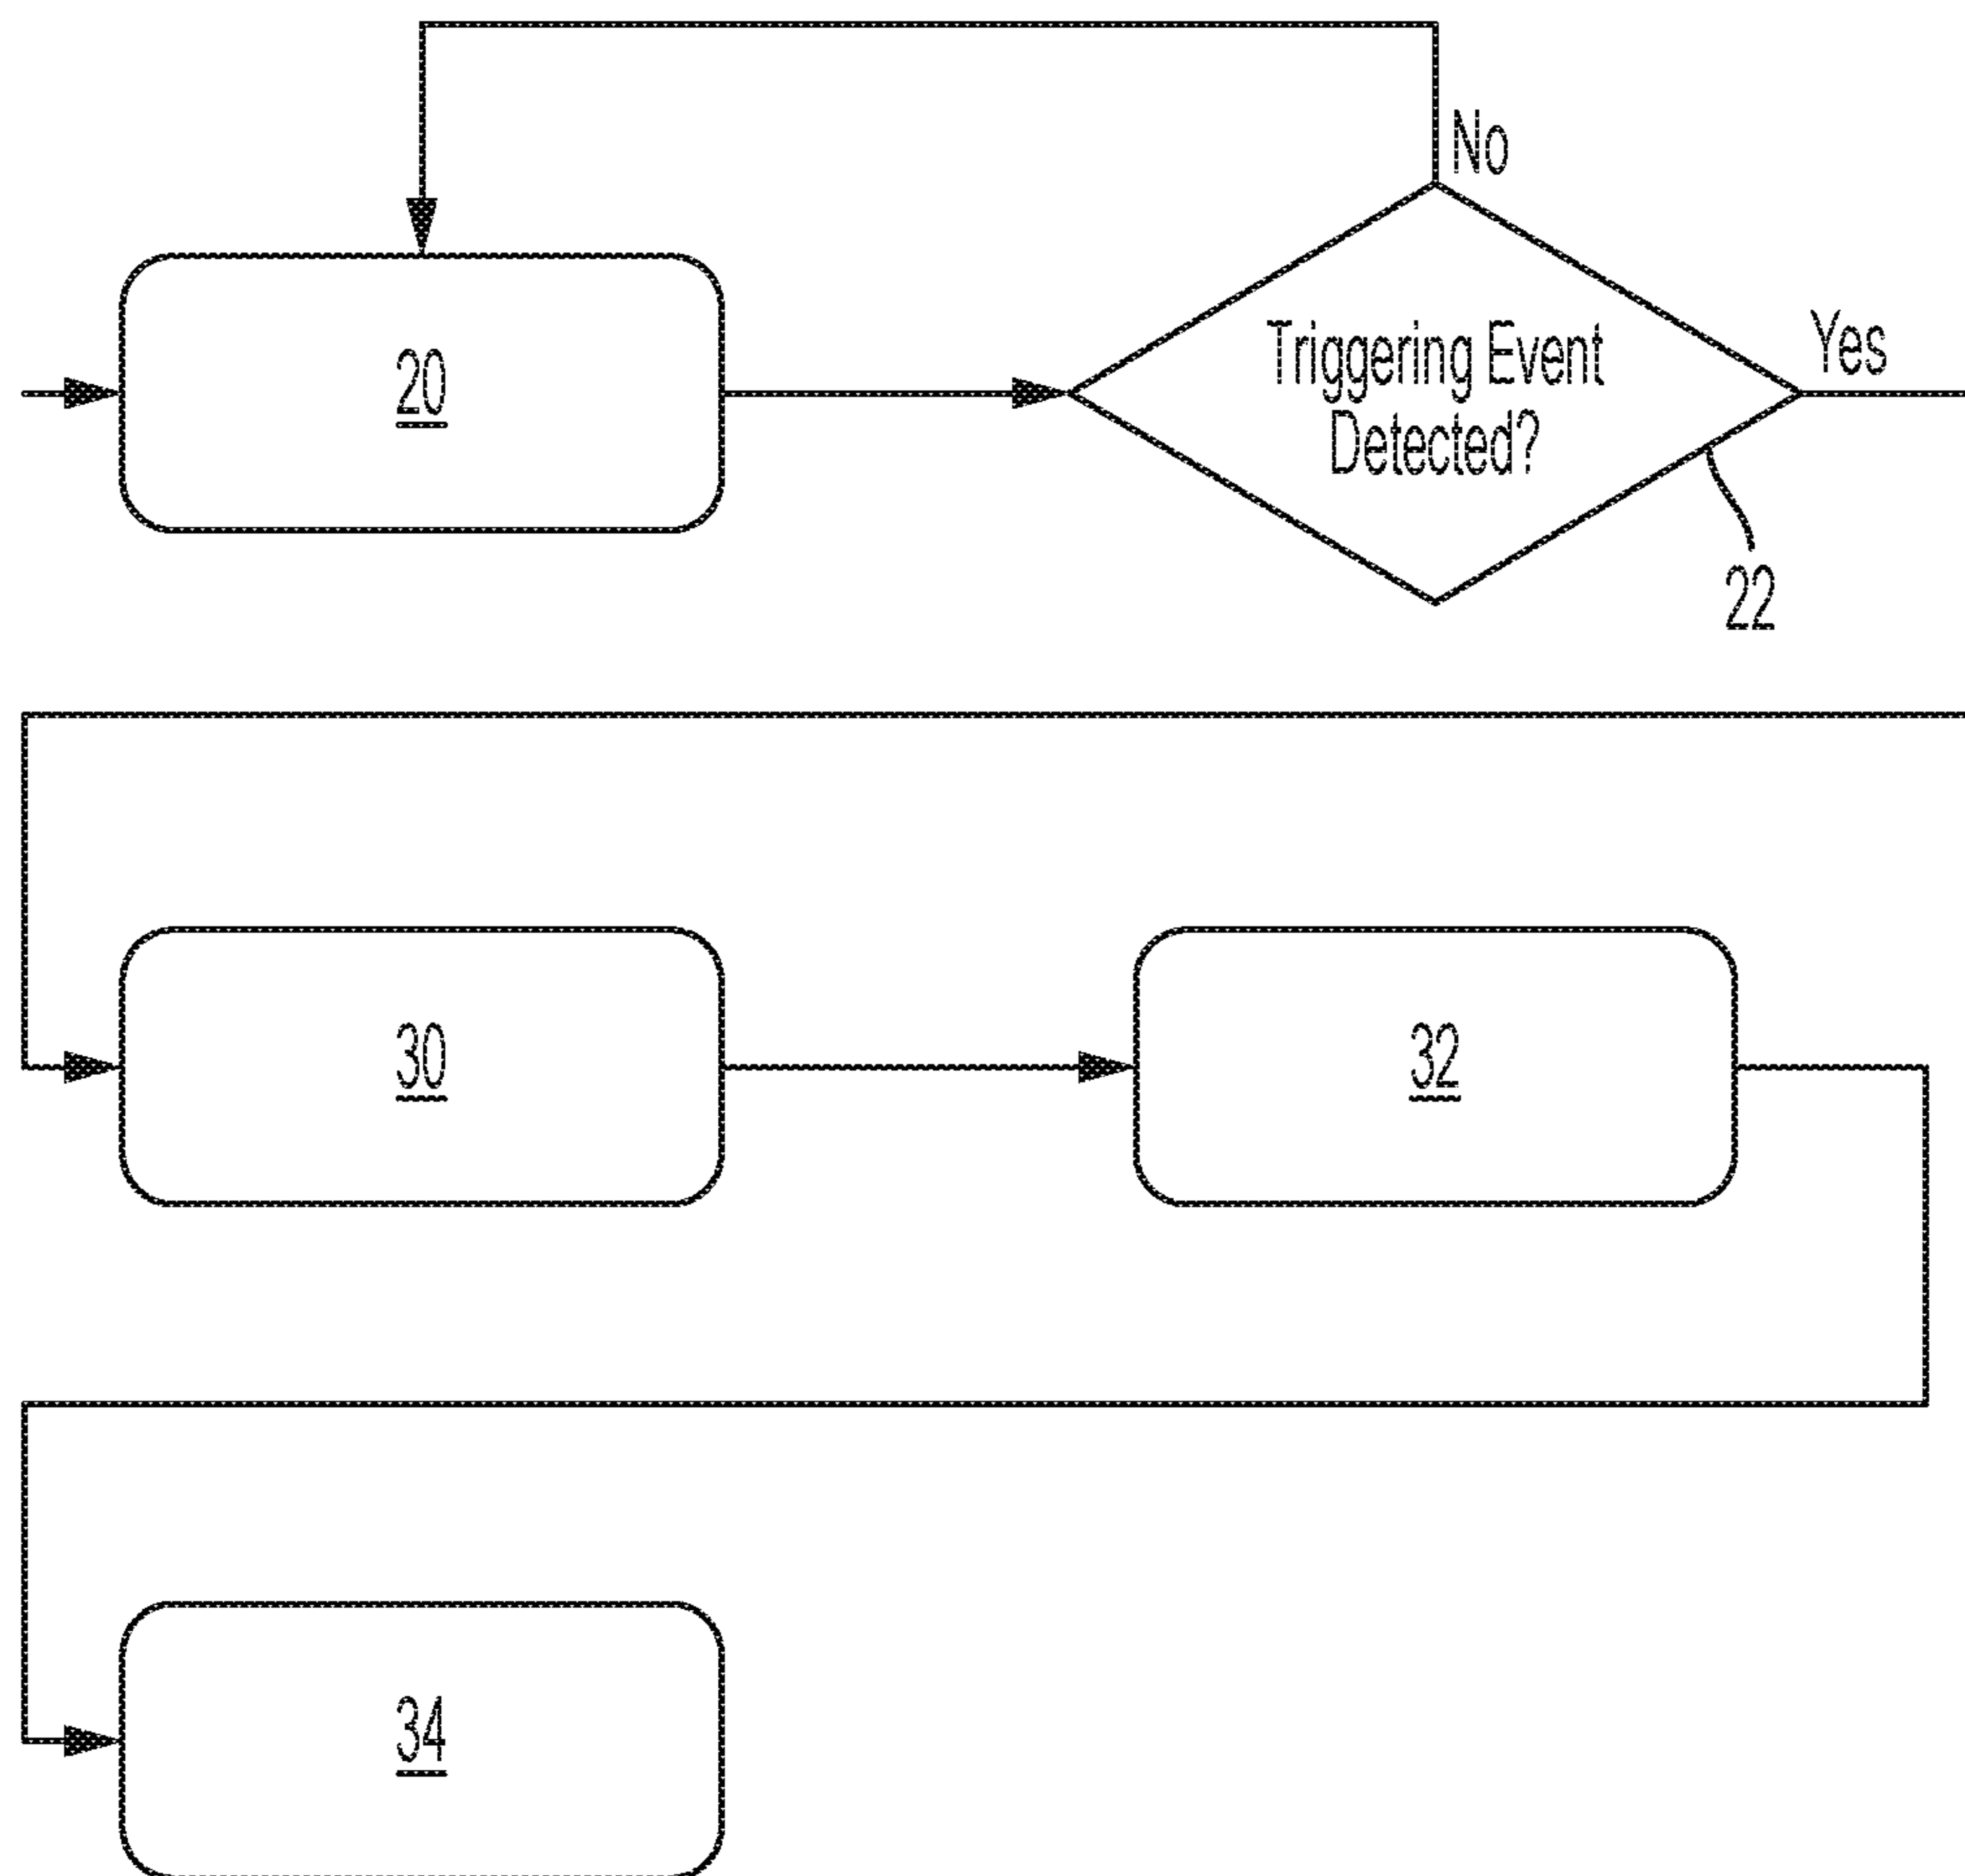 No
Yes
20
Triggering Event
Detected?
22
30
32
34